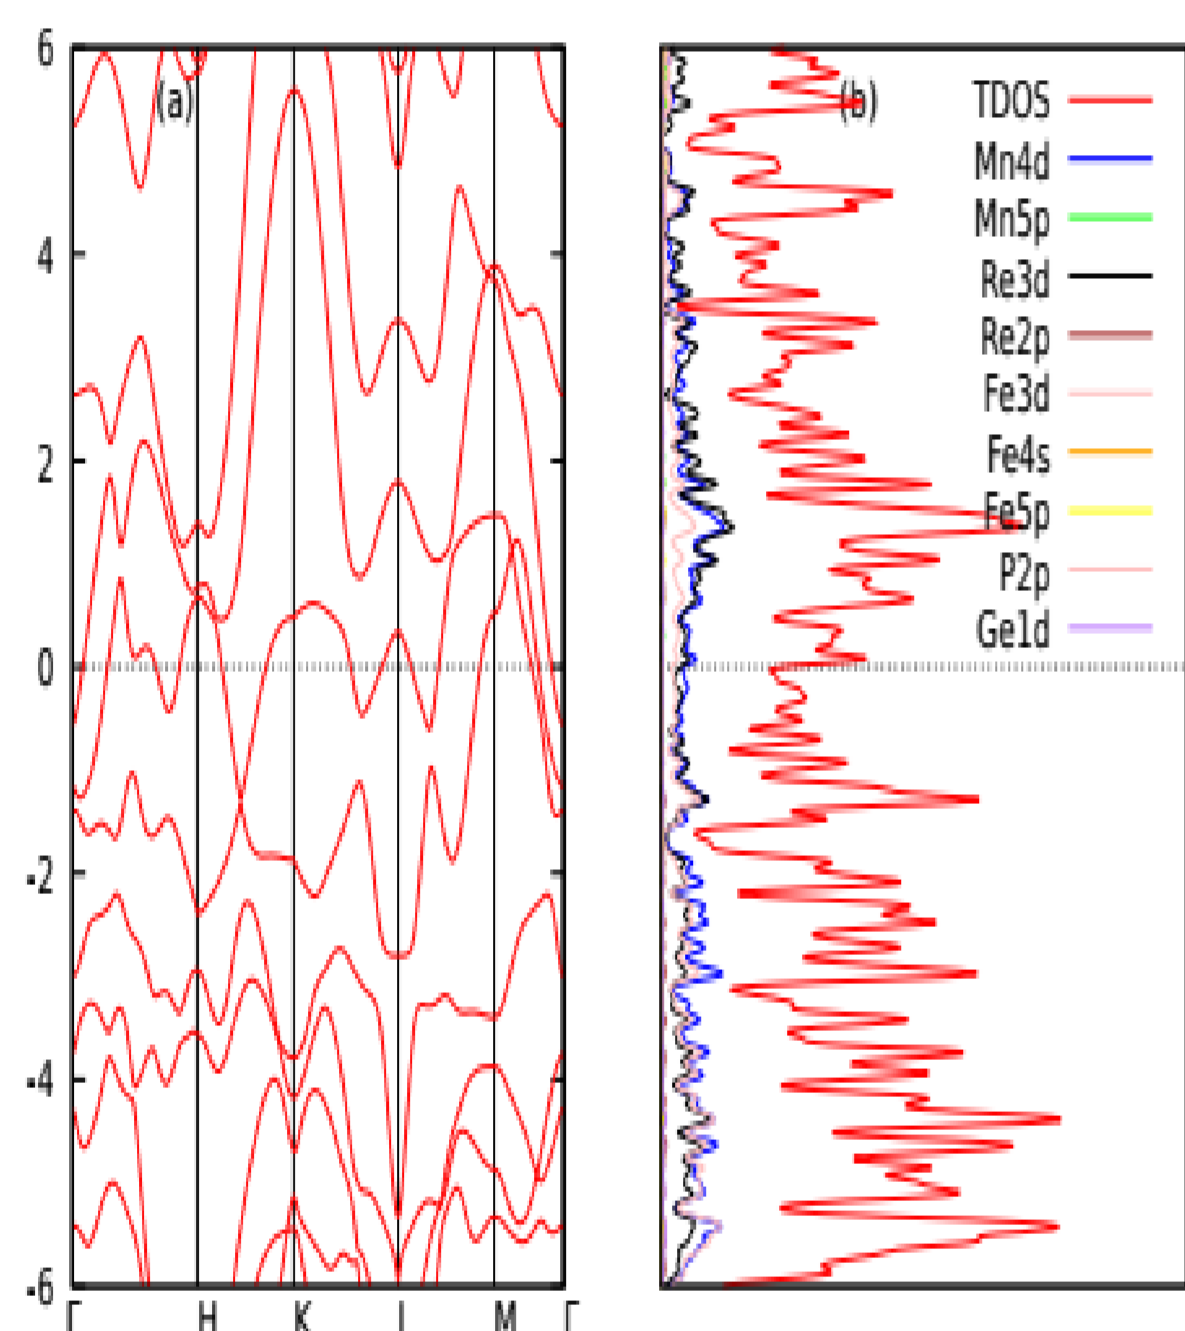 6
4
2
0
-2
-4
-6
(a)
Γ H K I M Γ
(b)
TDOS
Mn4d
Mn5p
Re3d
Re2p
Fe3d
Fe4s
Fe5p
P2p
Ge1d